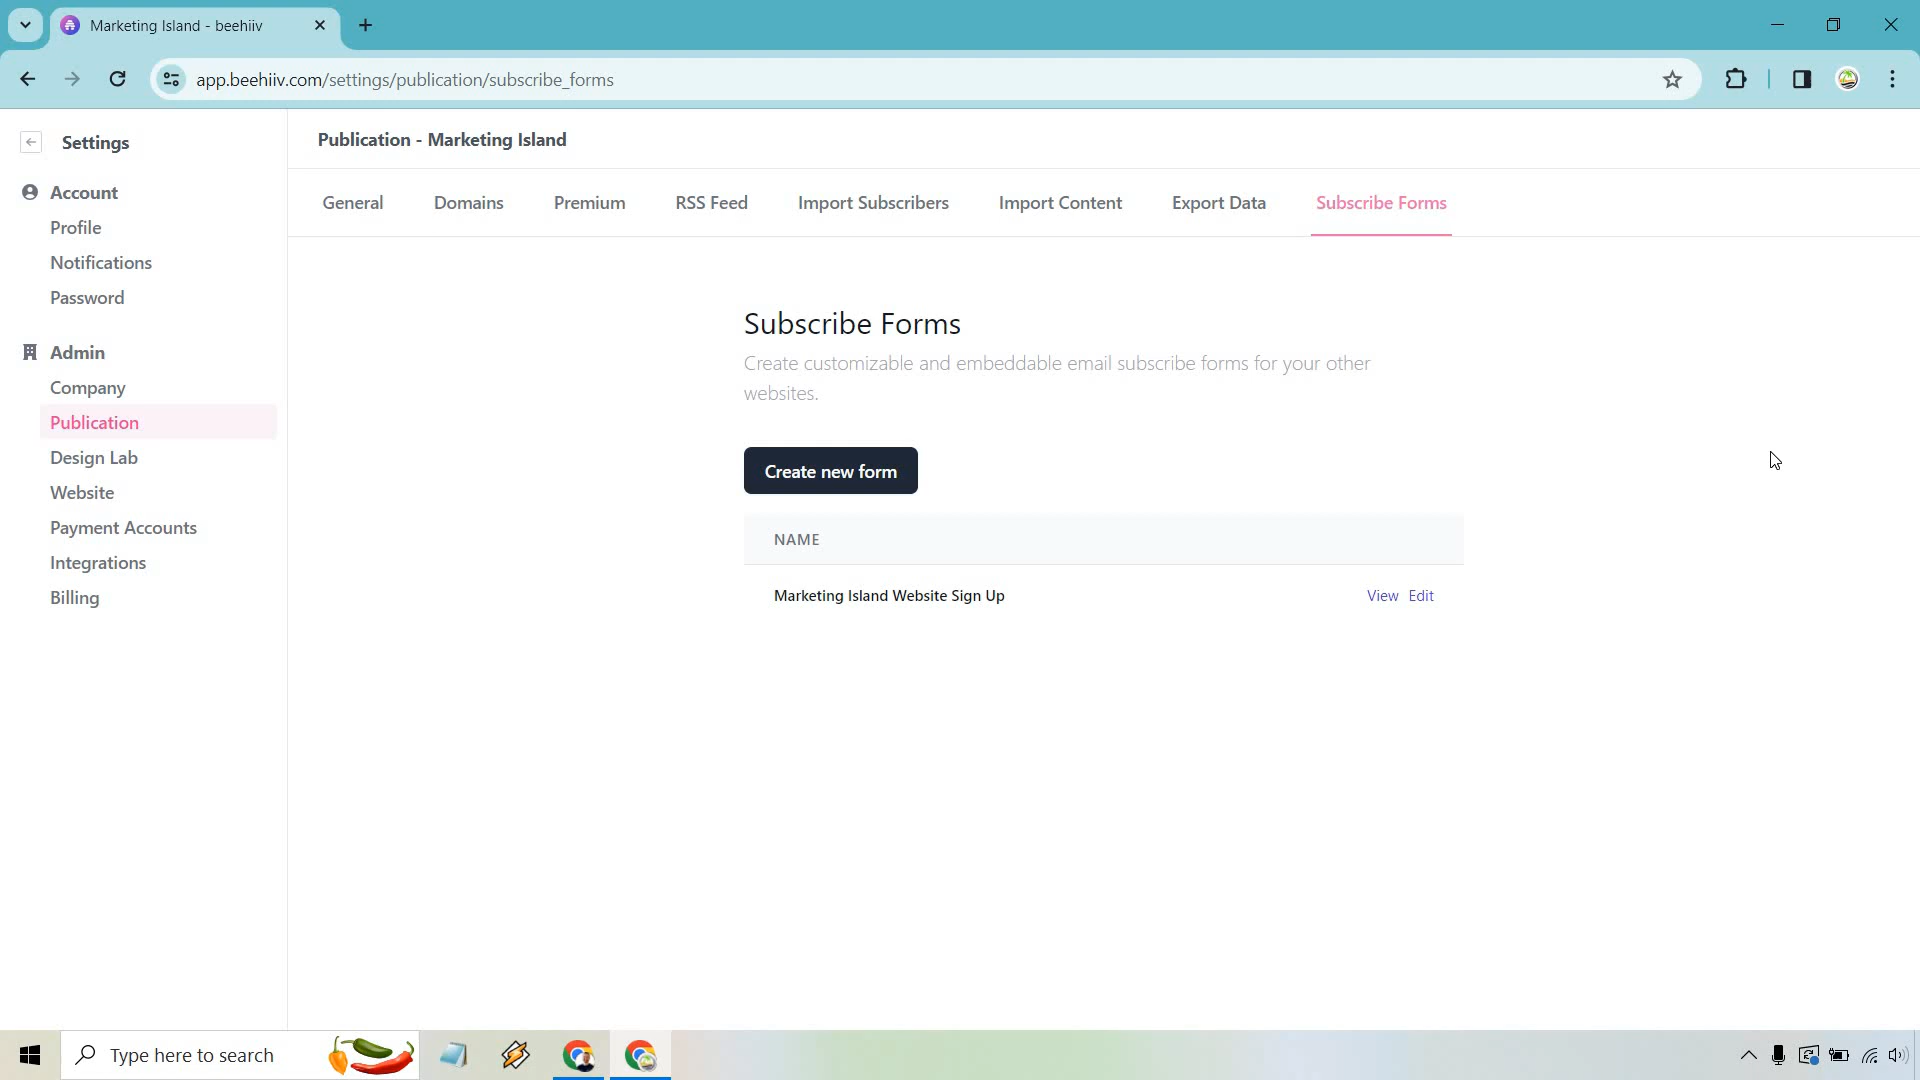 Marketing Island - beehiiv
app.beehiiv.com/settings/publication/subscribe_forms
Settings
Account
Profile
Notifications
Password
Admin
Company
Publication
Design Lab
Website
Payment Accounts
Integrations
Billing
Publication - Marketing Island
General Domains Premium RSS Feed Import Subscribers Import Content Export Data Subscribe Forms
Subscribe Forms
Create customizable and embeddable email subscribe forms for your other
websites.
Create new form
NAME
Marketing Island Website Sign Up View Edit
Type here to search